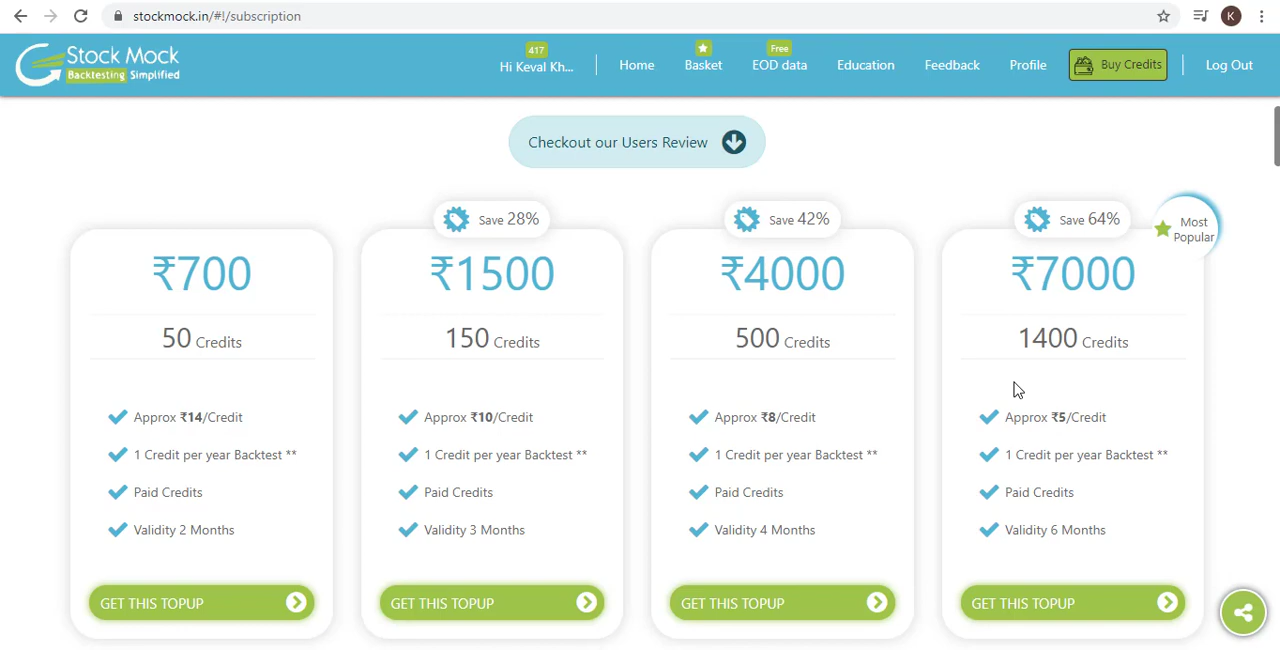 stockmock.in/#!/subscription
K
Stock Mock
Backtesting Simplified
417
Hi Keval Kh...
Home
Basket
Free
EOD data
Education
Feedback
Profile
Buy Credits
Log Out
Checkout our Users Review
₹700
50 Credits
Approx ₹14/Credit
1 Credit per year Backtest **
Paid Credits
Validity 2 Months
GET THIS TOPUP
Save 28%
₹1500
150 Credits
Approx ₹10/Credit
1 Credit per year Backtest **
Paid Credits
Validity 3 Months
GET THIS TOPUP
Save 42%
₹4000
500 Credits
Approx ₹8/Credit
1 Credit per year Backtest **
Paid Credits
Validity 4 Months
GET THIS TOPUP
Save 64%
Most
Popular
₹7000
1400 Credits
Approx ₹5/Credit
1 Credit per year Backtest **
Paid Credits
Validity 6 Months
GET THIS TOPUP